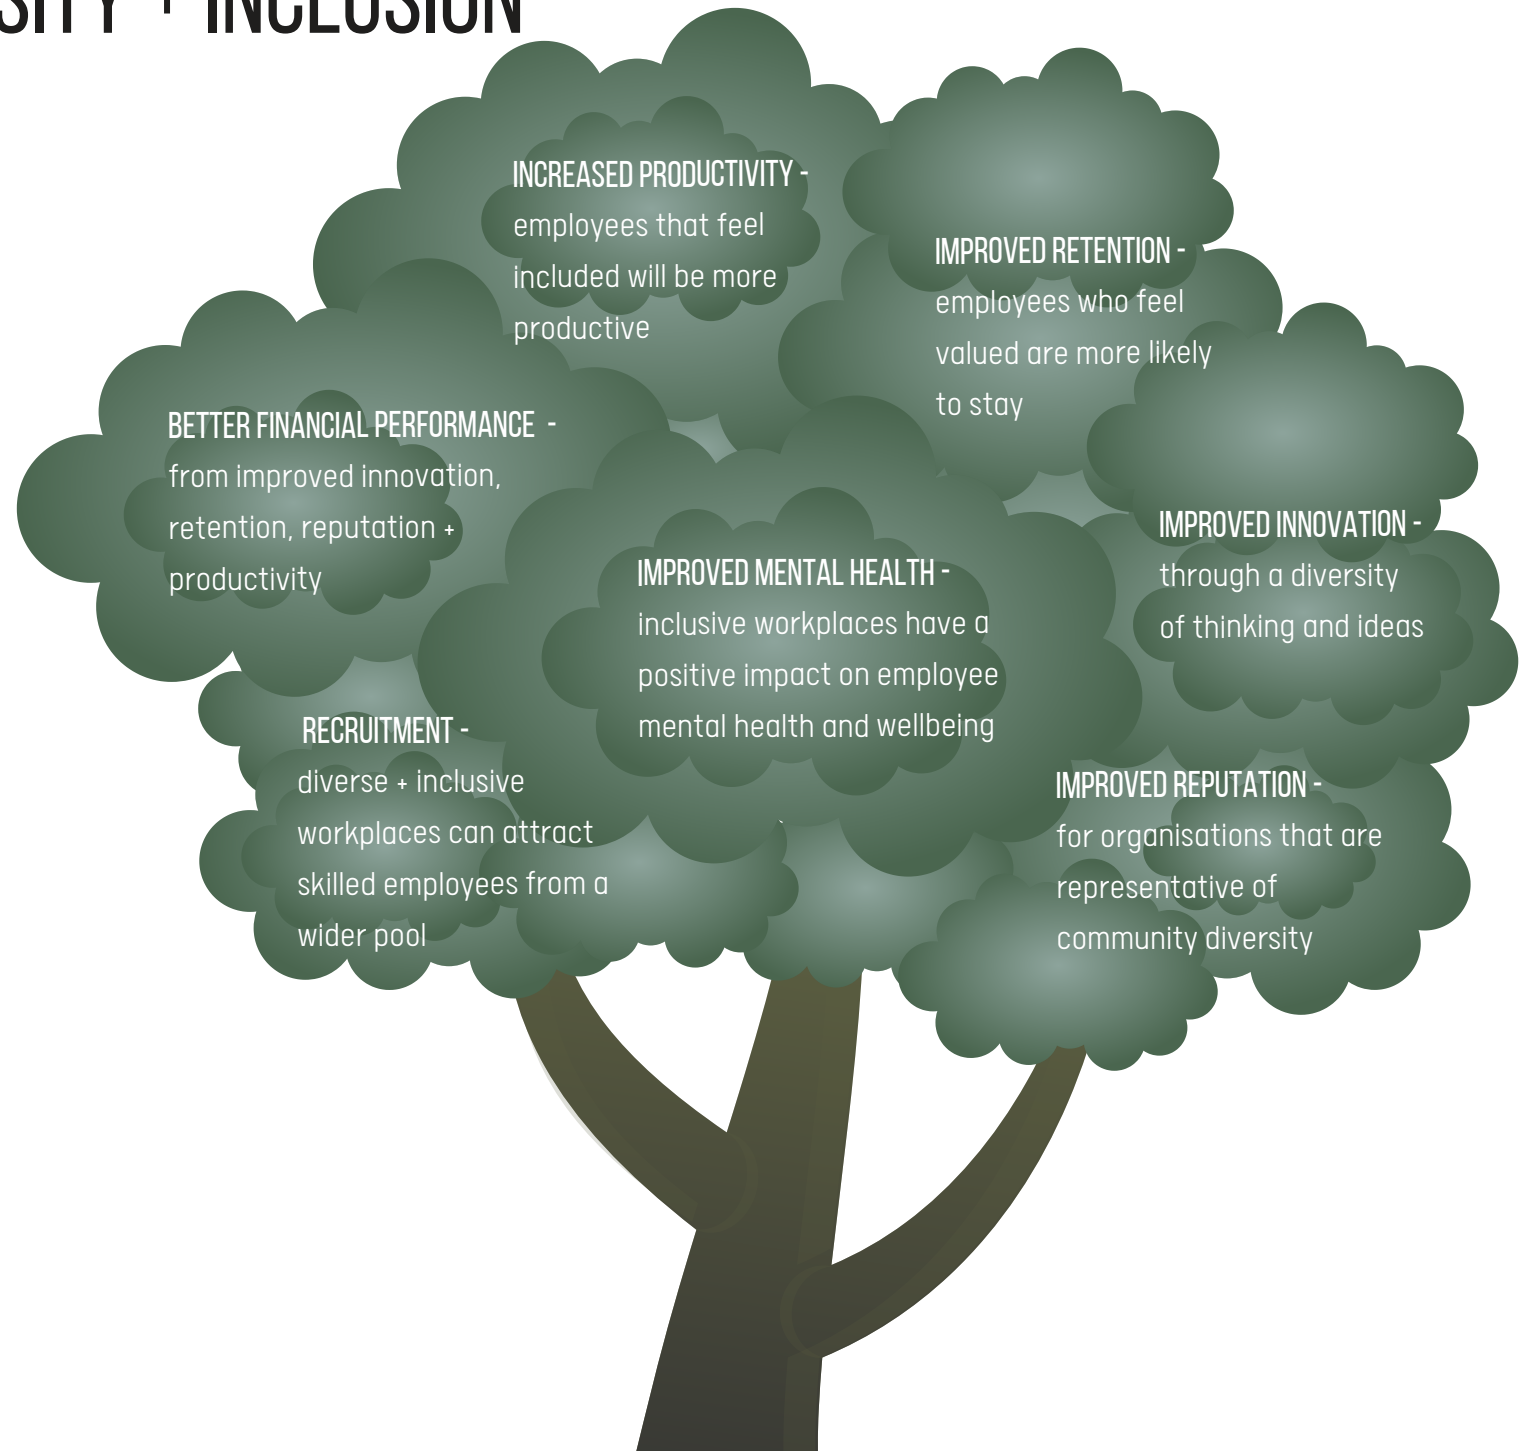 + INCLUSION
INCREASED PRODUCTIVITY -
employees that feel
included will be more
productive
IMPROVED RETENTION -
employees who feel
valued are more likely
to stay
BETTER FINANCIAL PERFORMANCE -
from improved innovation,
retention, reputation +
productivity
IMPROVED INNOVATION -
through a diversity
of thinking and ideas
IMPROVED MENTAL HEALTH -
inclusive workplaces have a
positive impact on employee
mental health and wellbeing
RECRUITMENT -
diverse + inclusive
workplaces can attract
skilled employees from a
wider pool
IMPROVED REPUTATION -
for organisations that are
representative of
community diversity